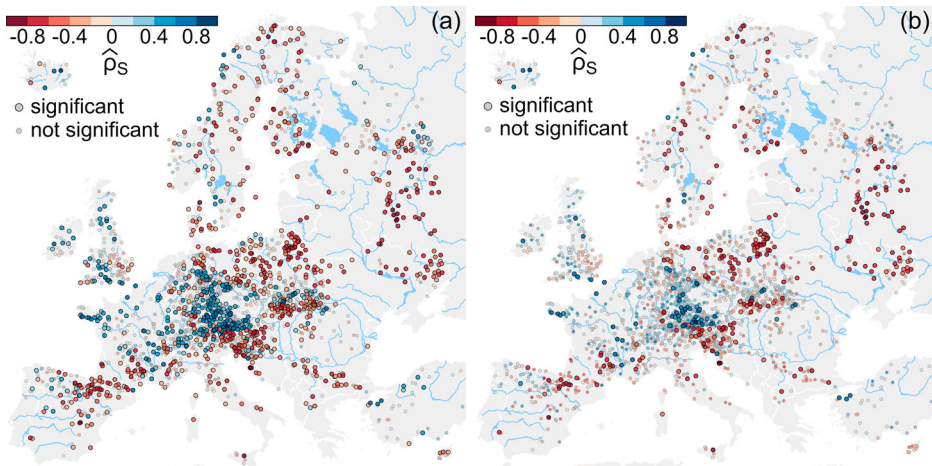 -0.8 -0.4 0 0.4 0.8
ρ̂S
(a)
significant
not significant
-0.8 -0.4 0 0.4 0.8
ρ̂S
(b)
significant
not significant